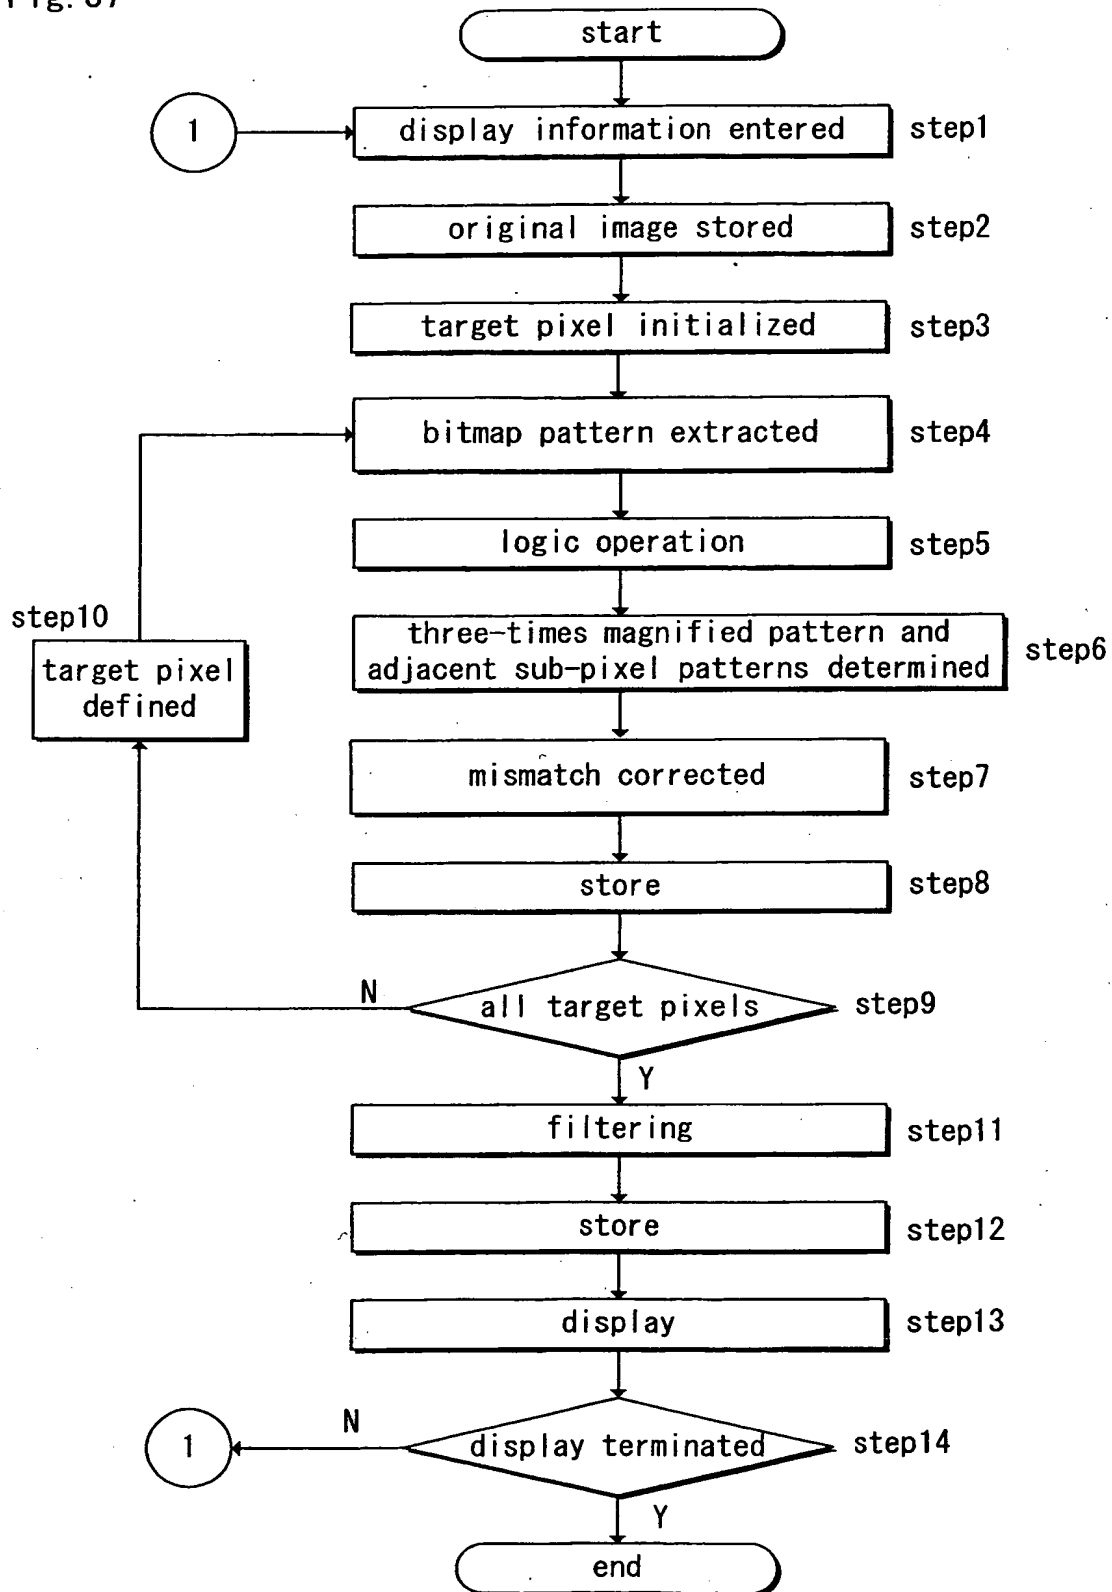 start
1
display information entered
step1
original image stored
step2
target pixel initialized
step3
bitmap pattern extracted
step4
logic operation
step5
step10
target pixel
defined
three-times magnified pattern and
adjacent sub-pixel patterns determined
step6
mismatch corrected
step7
store
step8
N
all target pixels
step9
Y
filtering
step11
store
step12
display
step13
1
N
display terminated
step14
Y
end